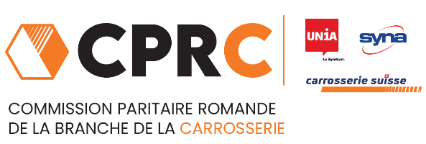 CPRC
COMMISSION PARITAIRE ROMANDE
DE LA BRANCHE DE LA CARROSSERIE
UNiA
Le Syndicat.
syna
carrosserie suisse